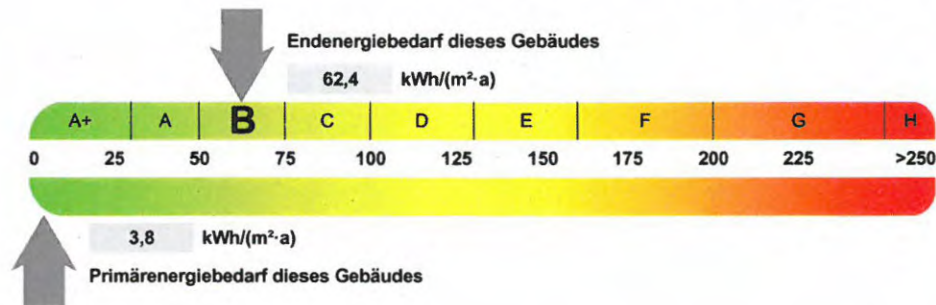 Endenergiebedarf dieses Gebäudes
62,4 kWh/(m²·a)
A+ A B C D E F G H
0 25 50 75 100 125 150 175 200 225 >250
3,8 kWh/(m²·a)
Primärenergiebedarf dieses Gebäudes